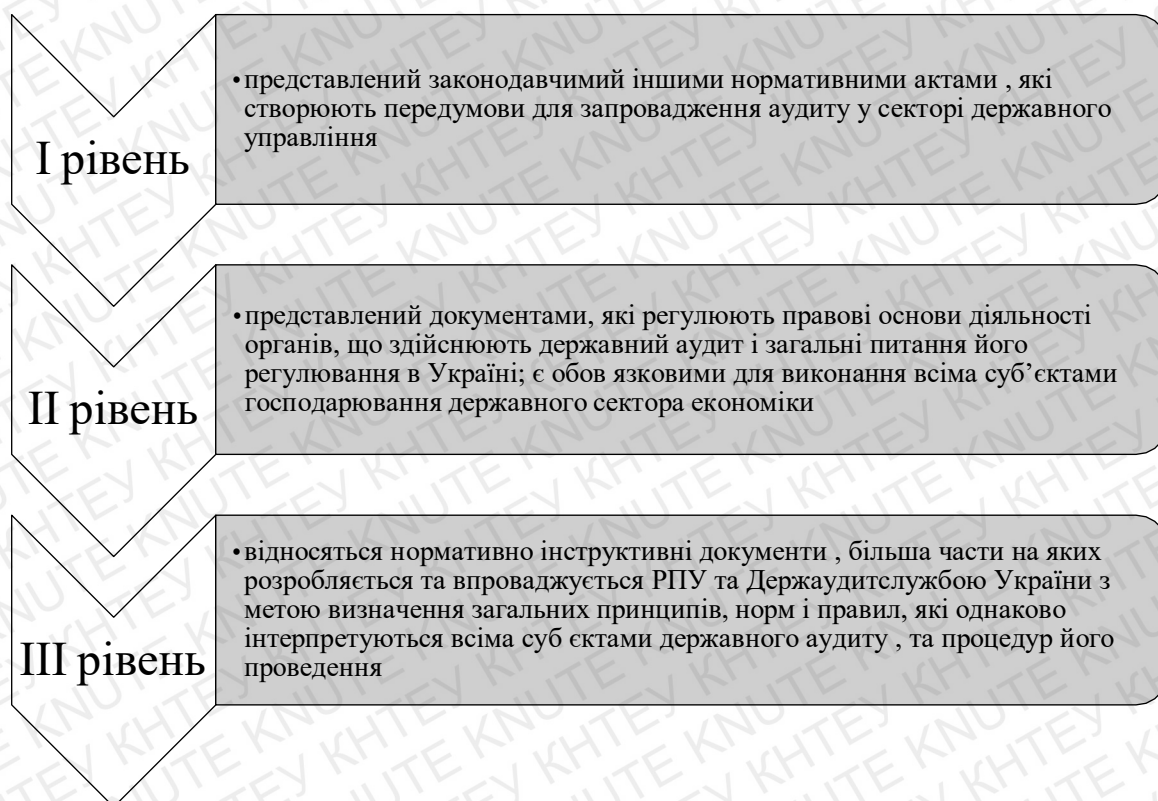 •представлений законодавчимий іншими нормативними актами , які
створюють передумови для запровадження аудиту у секторі державного
управління
І рівень
•представлений документами, які регулюють правові основи діяльності
органів, що здійснюють державний аудит і загальні питання його
регулювання в Україні; є обов язковими для виконання всіма суб’єктами
господарювання державного сектора економіки
ІІ рівень
•відносяться нормативно інструктивні документи , більша части на яких
розробляється та впроваджується РПУ та Держаудитслужбою України з
метою визначення загальних принципів, норм і правил, які однаково
інтерпретуються всіма суб єктами державного аудиту , та процедур його
проведення
ІІІ рівень